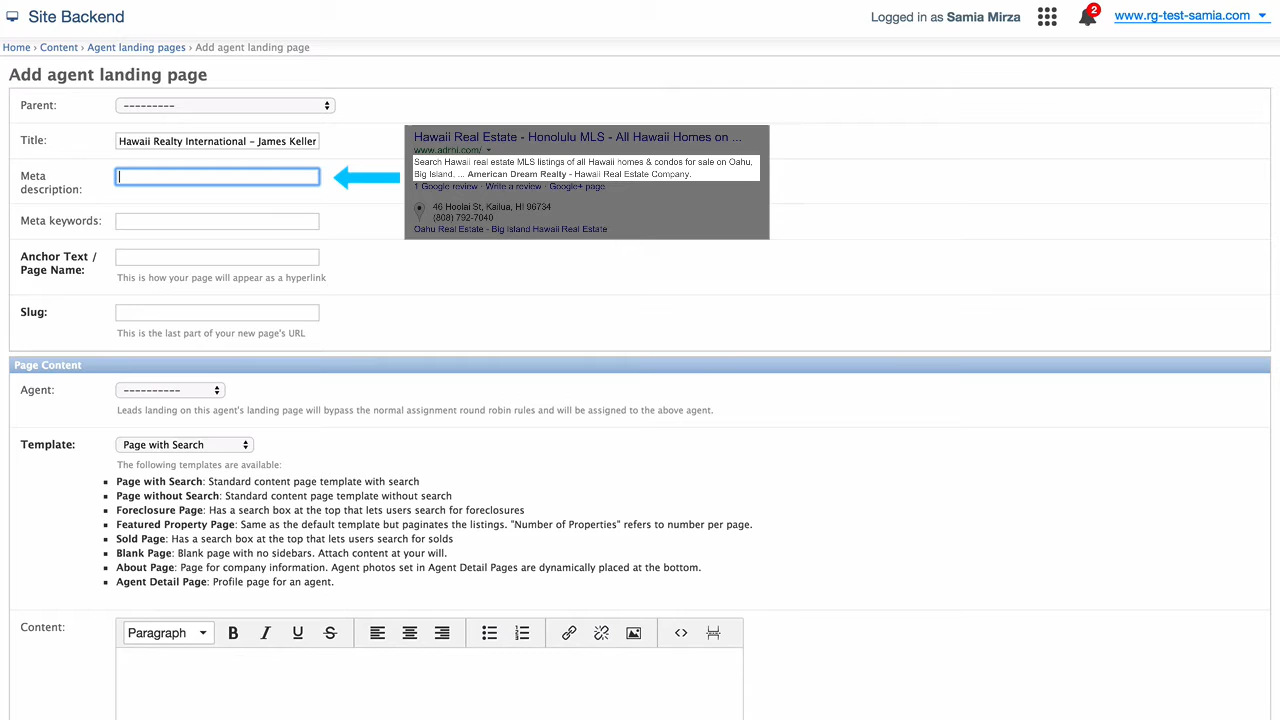 Site Backend
Logged in as Samia Mirza
2
www.rg-test-samia.com
Home › Content › Agent landing pages › Add agent landing page
Add agent landing page
Parent:
---------
Title:
Hawaii Realty International – James Keller
Hawaii Real Estate - Honolulu MLS - All Hawaii Homes on ...
www.adrhi.com/
Search Hawaii real estate MLS listings of all Hawaii homes & condos for sale on Oahu,
Big Island, ... American Dream Realty - Hawaii Real Estate Company.
1 Google review · Write a review · Google+ page
46 Hoolai St, Kailua, HI 96734
(808) 792-7040
Oahu Real Estate - Big Island Hawaii Real Estate
Meta
description:
Meta keywords:
Anchor Text /
Page Name:
This is how your page will appear as a hyperlink
Slug:
This is the last part of your new page's URL
Page Content
Agent:
----------
Leads landing on this agent's landing page will bypass the normal assignment round robin rules and will be assigned to the above agent.
Template:
Page with Search
The following templates are available:
Page with Search: Standard content page template with search
Page without Search: Standard content page template without search
Foreclosure Page: Has a search box at the top that lets users search for foreclosures
Featured Property Page: Same as the default template but paginates the listings. "Number of Properties" refers to number per page.
Sold Page: Has a search box at the top that lets users search for solds
Blank Page: Blank page with no sidebars. Attach content at your will.
About Page: Page for company information. Agent photos set in Agent Detail Pages are dynamically placed at the bottom.
Agent Detail Page: Profile page for an agent.
Content:
Paragraph B I U S